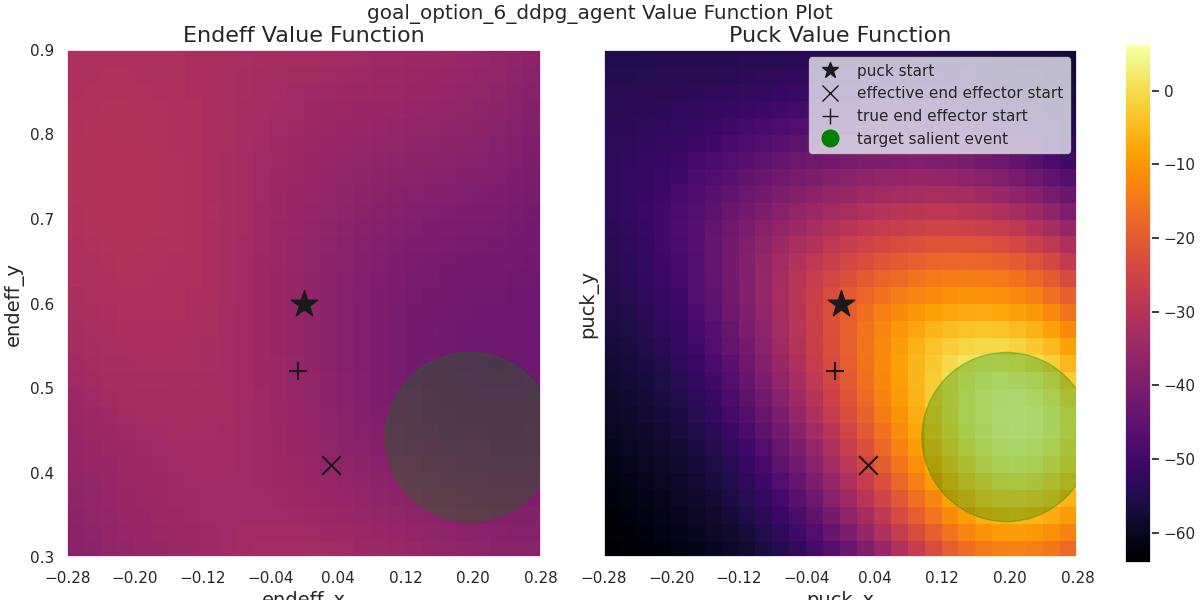 goal_option_6_ddpg_agent Value Function Plot
Endeff Value Function
Puck Value Function
puck start
effective end effector start
true end effector start
target salient event
endeff_y
0.9
0.8
0.7
0.6
0.5
0.4
0.3
−0.28 −0.20 −0.12 −0.04 0.04 0.12 0.20 0.28
endeff_x
puck_y
−0.28 −0.20 −0.12 −0.04 0.04 0.12 0.20 0.28
puck_x
0
−10
−20
−30
−40
−50
−60